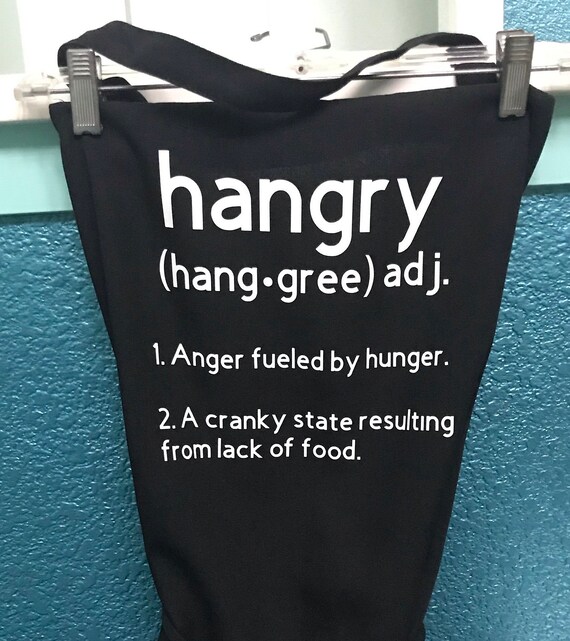 hangry
(hang•gree) adj.
1. Anger fueled by hunger.
2. A cranky state resulting
from lack of food.